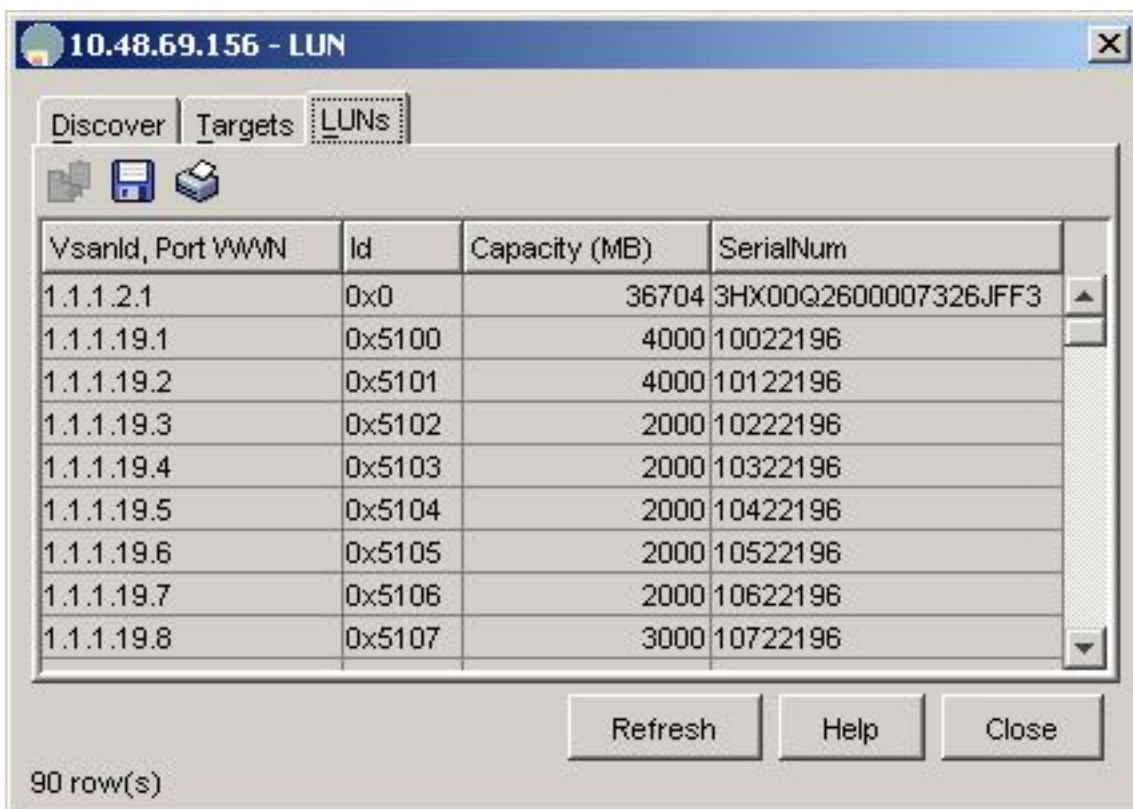 10.48.69.156 - LUN
Discover Targets LUNs
VsanId, Port WWN Id Capacity (MB) SerialNum
1.1.1.2.1 0x0 36704 3HX00Q2600007326JFF3
1.1.1.19.1 0x5100 4000 10022196
1.1.1.19.2 0x5101 4000 10122196
1.1.1.19.3 0x5102 2000 10222196
1.1.1.19.4 0x5103 2000 10322196
1.1.1.19.5 0x5104 2000 10422196
1.1.1.19.6 0x5105 2000 10522196
1.1.1.19.7 0x5106 2000 10622196
1.1.1.19.8 0x5107 3000 10722196
Refresh Help Close
90 row(s)